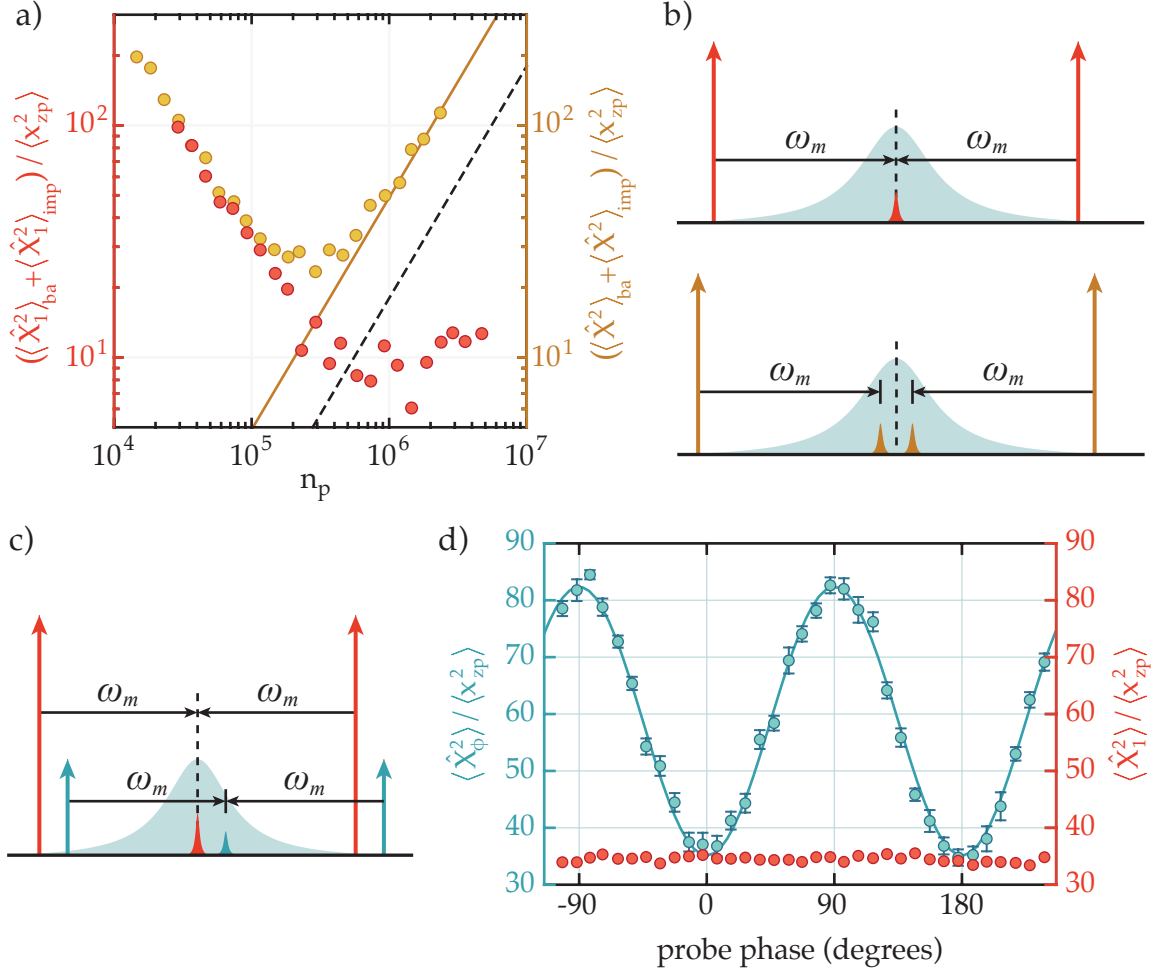 a)
(⟨X̂₁²⟩ba+⟨X̂₁²⟩imp) / ⟨x²zp⟩
10²
10¹
10⁴ 10⁵ 10⁶ 10⁷
nₚ
10²
10¹
(⟨X̂²⟩ba+⟨X̂²⟩imp) / ⟨x²zp⟩
b)
ωₘ ωₘ
ωₘ ωₘ
c)
ωₘ ωₘ
ωₘ ωₘ
d)
⟨X̂ϕ²⟩ / ⟨x²zp⟩
90 90
80 80
70 70
60 60
50 50
40 40
30 30
-90 0 90 180
probe phase (degrees)
⟨X̂₁²⟩ / ⟨x²zp⟩